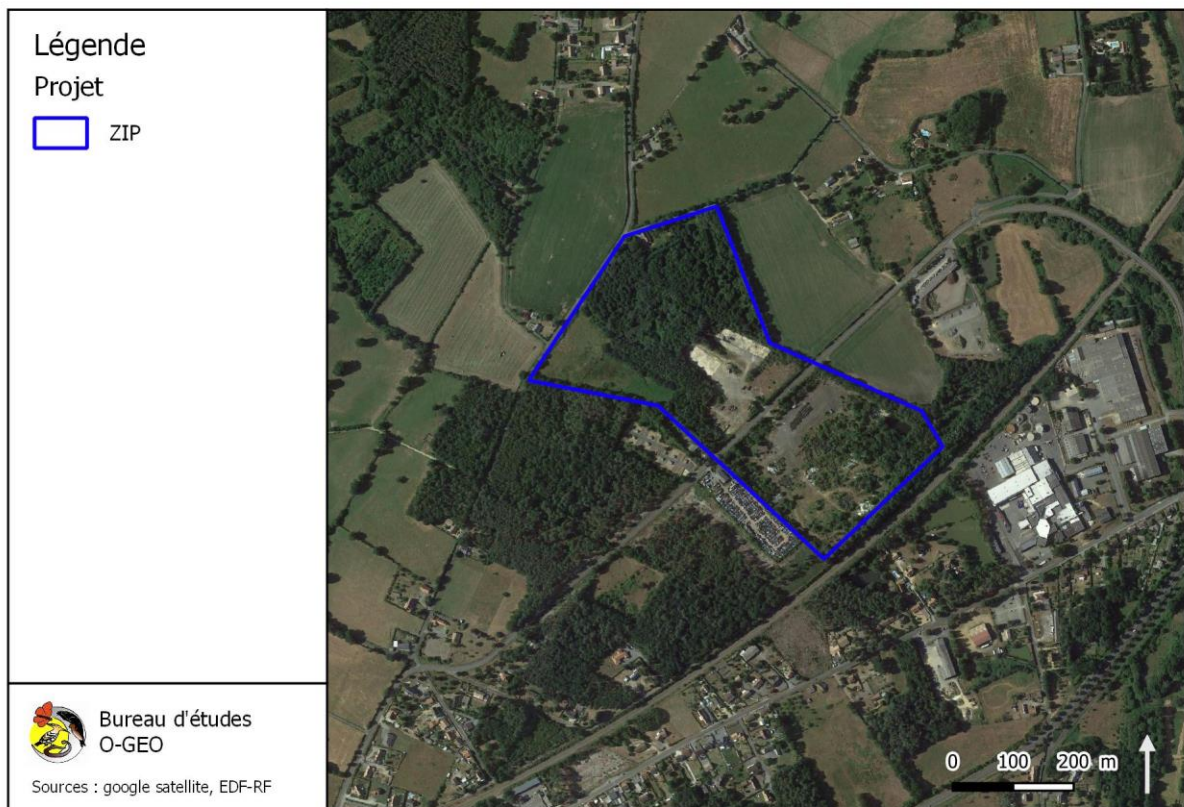 Légende
Projet
ZIP
Bureau d'études
O-GEO
Sources : google satellite, EDF-RF
0 100 200 m